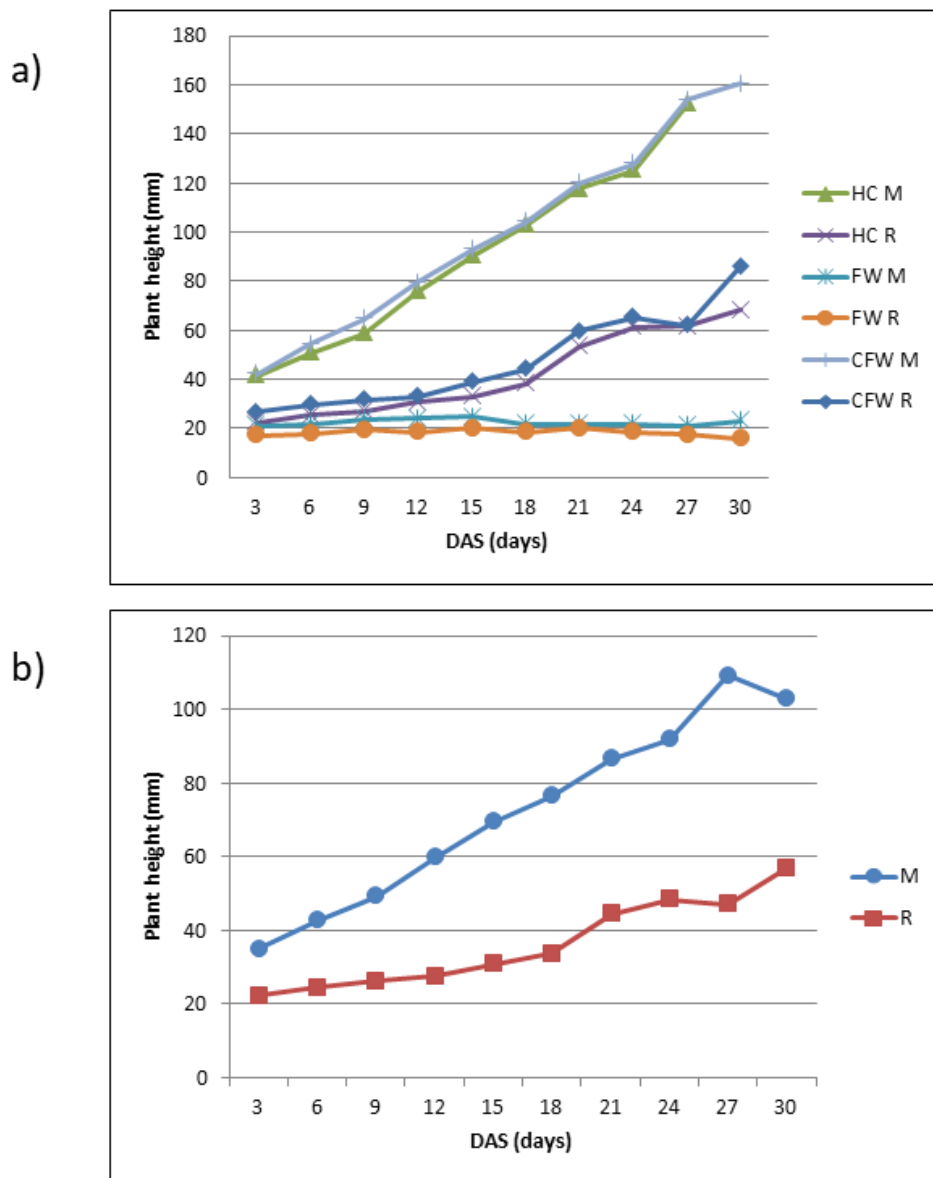 a)
180
160
140
120
100
80
60
40
20
0
Plant height (mm)
3 6 9 12 15 18 21 24 27 30
DAS (days)
HC M
HC R
FW M
FW R
CFW M
CFW R
b)
120
100
80
60
40
20
0
Plant height (mm)
3 6 9 12 15 18 21 24 27 30
DAS (days)
M
R